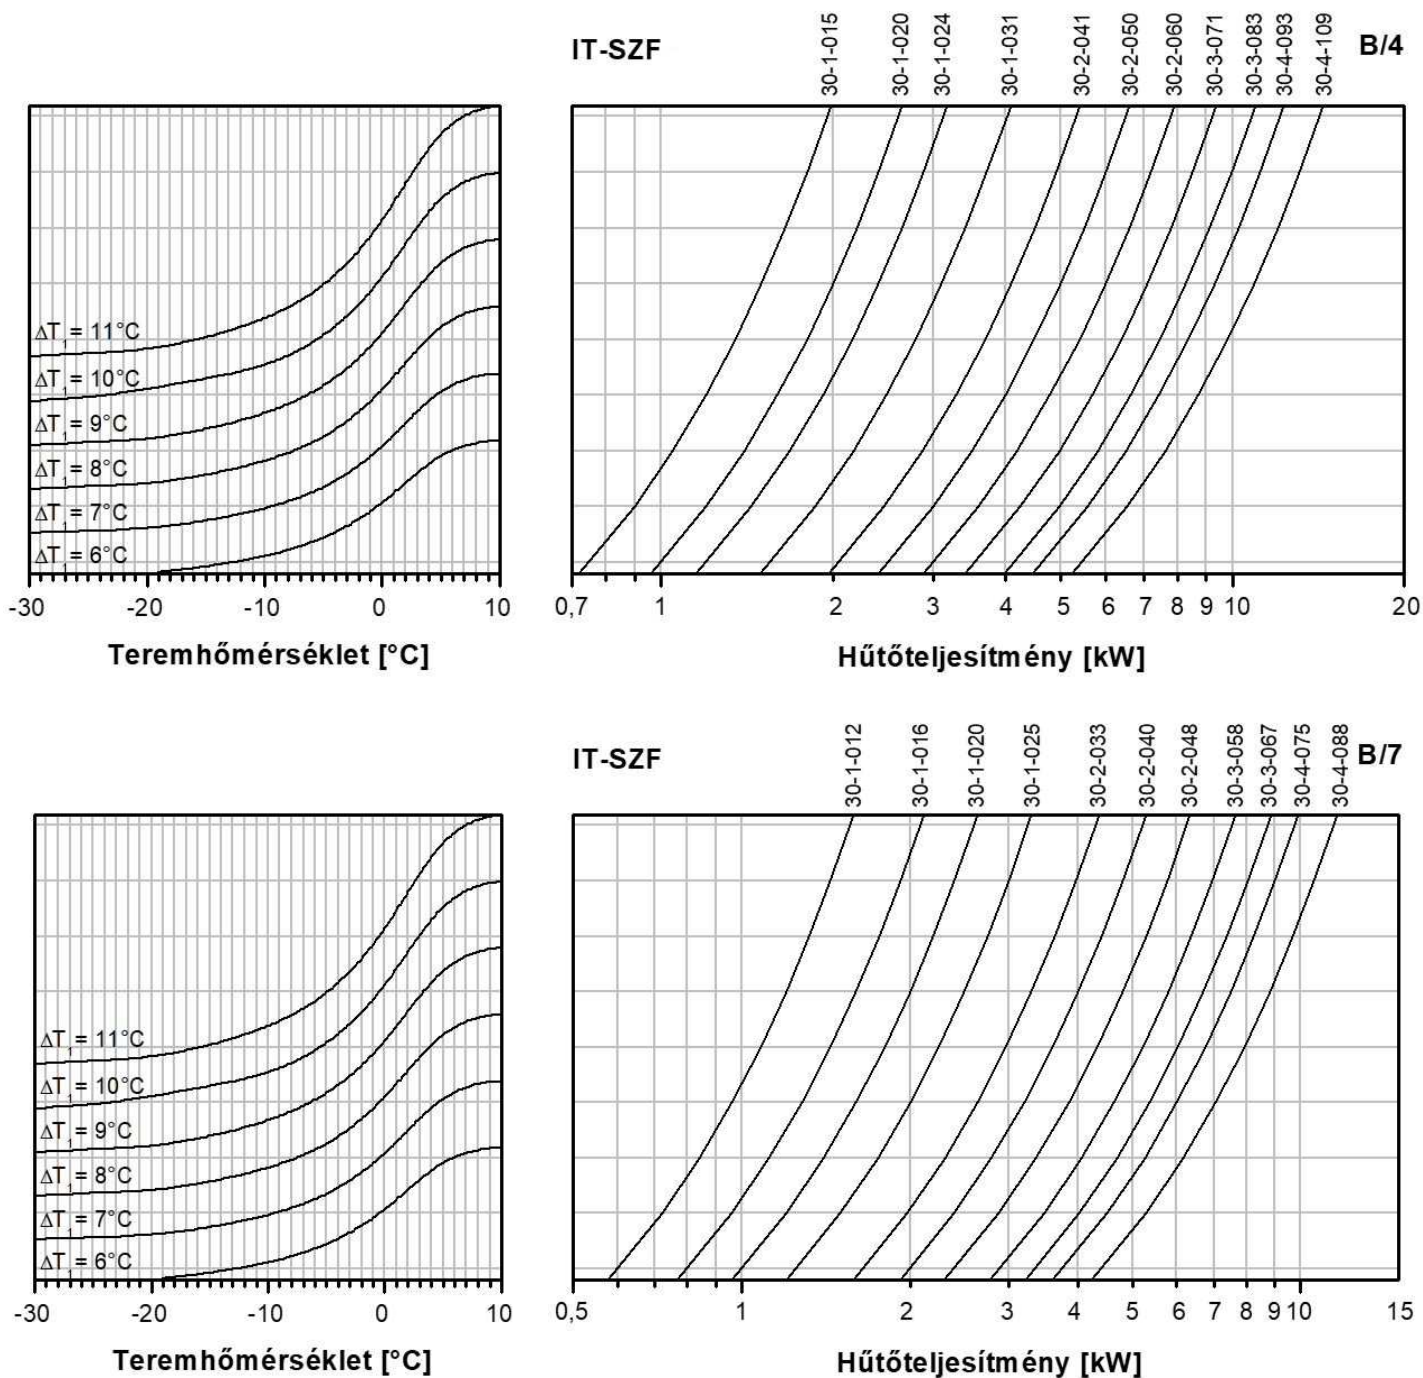 IT-SZF
B/4
30-1-015
30-1-020
30-1-024
30-1-031
30-2-041
30-2-050
30-2-060
30-3-071
30-3-083
30-4-093
30-4-109
ΔT₁ = 11°C
ΔT₁ = 10°C
ΔT₁ = 9°C
ΔT₁ = 8°C
ΔT₁ = 7°C
ΔT₁ = 6°C
-30 -20 -10 0 10
0,7 1 2 3 4 5 6 7 8 9 10 20
Teremhőmérséklet [°C]
Hűtőteljesítmény [kW]
IT-SZF
B/7
30-1-012
30-1-016
30-1-020
30-1-025
30-2-033
30-2-040
30-2-048
30-3-058
30-3-067
30-4-075
30-4-088
ΔT₁ = 11°C
ΔT₁ = 10°C
ΔT₁ = 9°C
ΔT₁ = 8°C
ΔT₁ = 7°C
ΔT₁ = 6°C
-30 -20 -10 0 10
0,5 1 2 3 4 5 6 7 8 9 10 15
Teremhőmérséklet [°C]
Hűtőteljesítmény [kW]